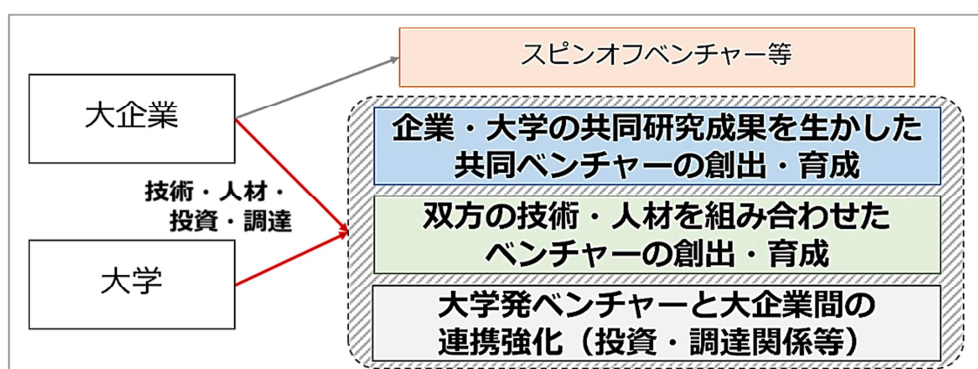 スピンオフベンチャー等
大企業
企業・大学の共同研究成果を生かした
共同ベンチャーの創出・育成
技術・人材・
投資・調達
双方の技術・人材を組み合わせた
ベンチャーの創出・育成
大学
大学発ベンチャーと大企業間の
連携強化（投資・調達関係等）